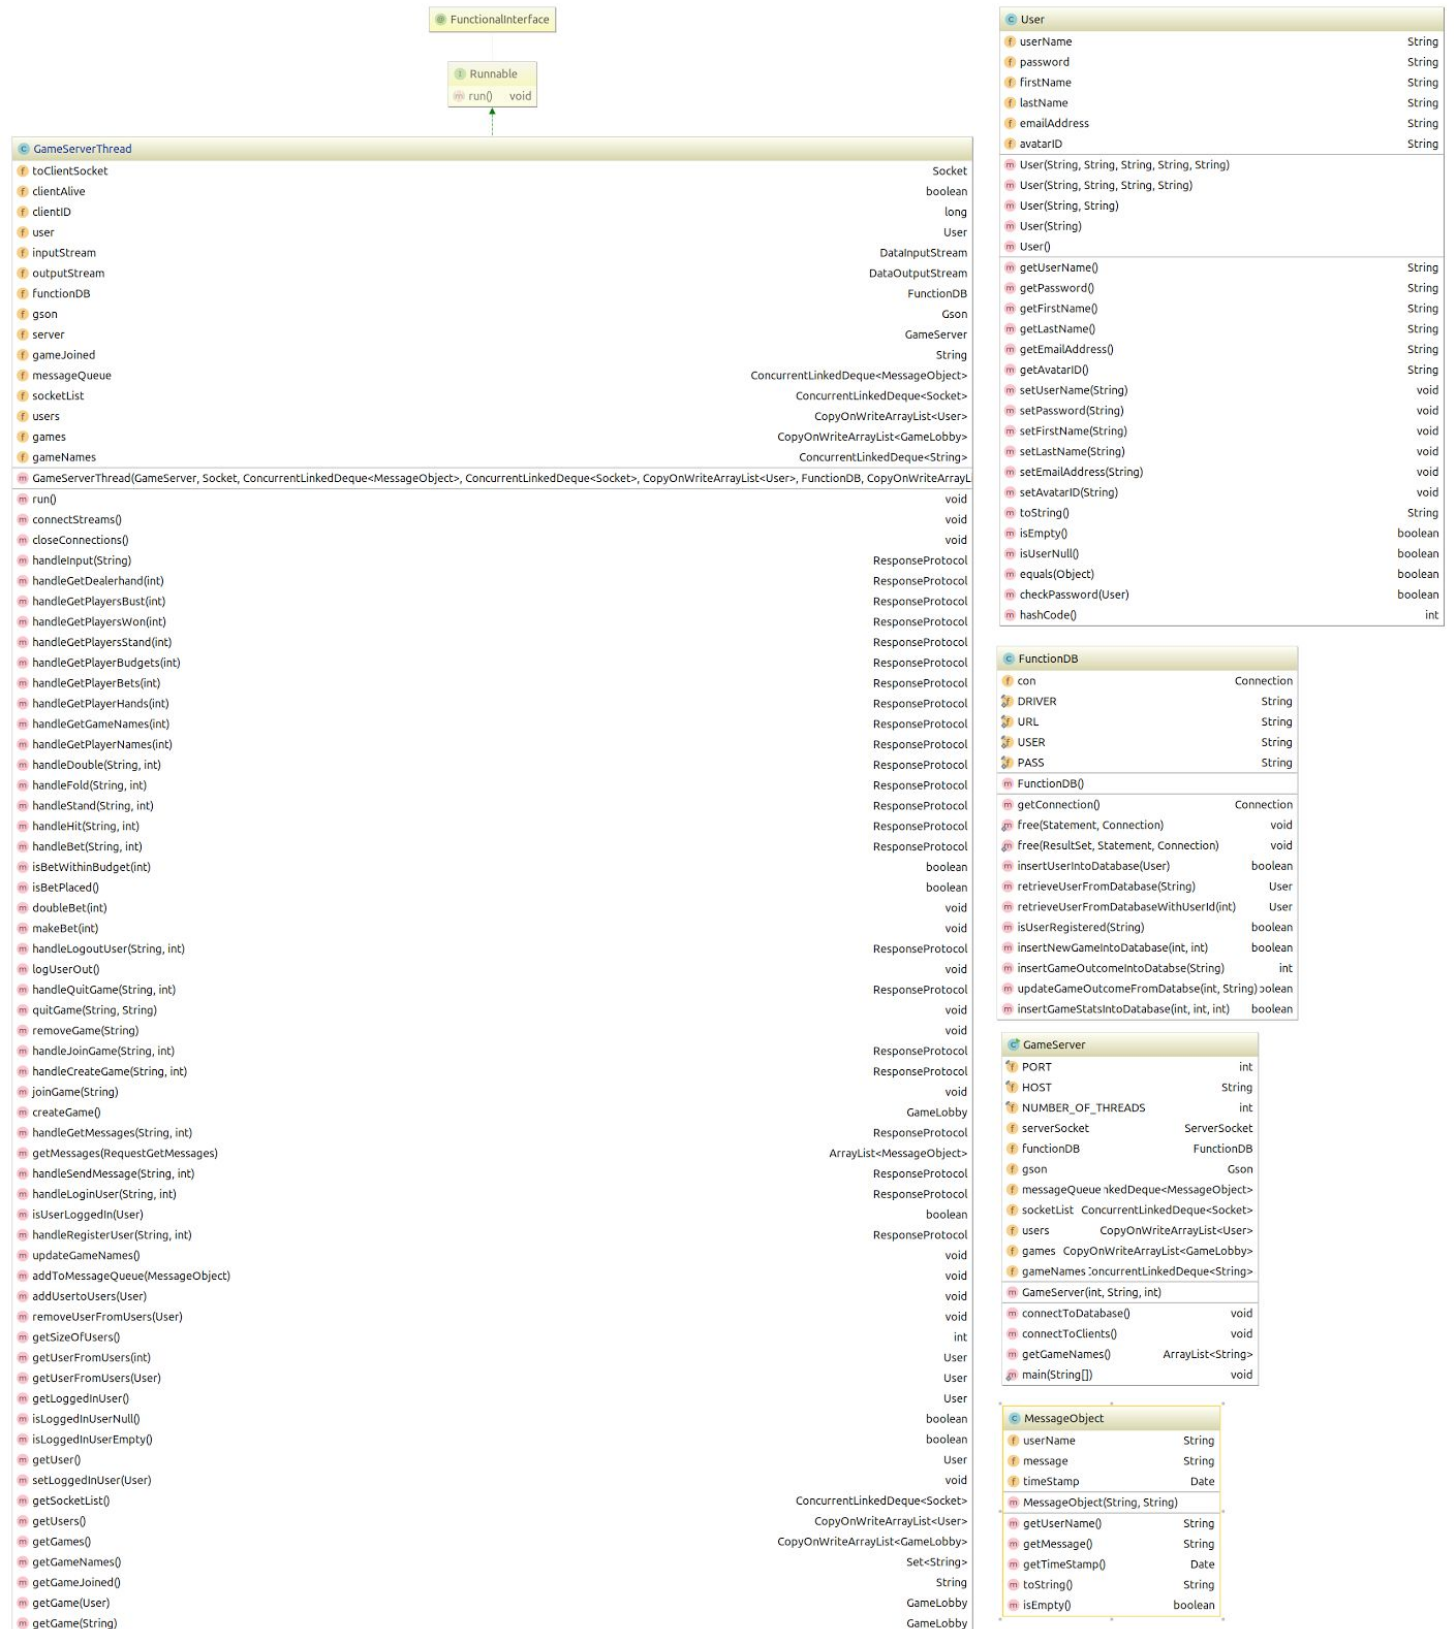 FunctionalInterface
Runnable
run() void
GameServerThread
toClientSocket Socket
clientAlive boolean
clientID long
user User
inputStream DataInputStream
outputStream DataOutputStream
functionDB FunctionDB
gson Gson
server GameServer
gameJoined String
messageQueue ConcurrentLinkedDeque<MessageObject>
socketList ConcurrentLinkedDeque<Socket>
users CopyOnWriteArrayList<User>
games CopyOnWriteArrayList<GameLobby>
gameNames ConcurrentLinkedDeque<String>
GameServerThread(GameServer, Socket, ConcurrentLinkedDeque<MessageObject>, ConcurrentLinkedDeque<Socket>, CopyOnWriteArrayList<User>, FunctionDB, CopyOnWriteArrayL
run() void
connectStreams() void
closeConnections() void
handleInput(String) ResponseProtocol
handleGetDealerhand(int) ResponseProtocol
handleGetPlayersBust(int) ResponseProtocol
handleGetPlayersWon(int) ResponseProtocol
handleGetPlayersStand(int) ResponseProtocol
handleGetPlayerBudgets(int) ResponseProtocol
handleGetPlayerBets(int) ResponseProtocol
handleGetPlayerHands(int) ResponseProtocol
handleGetGameNames(int) ResponseProtocol
handleGetPlayerNames(int) ResponseProtocol
handleDouble(String, int) ResponseProtocol
handleFold(String, int) ResponseProtocol
handleStand(String, int) ResponseProtocol
handleHit(String, int) ResponseProtocol
handleBet(String, int) ResponseProtocol
isBetWithinBudget(int) boolean
isBetPlaced() boolean
doubleBet(int) void
makeBet(int) void
handleLogoutUser(String, int) ResponseProtocol
logUserOut() void
handleQuitGame(String, int) ResponseProtocol
quitGame(String, String) void
removeGame(String) void
handleJoinGame(String, int) ResponseProtocol
handleCreateGame(String, int) ResponseProtocol
joinGame(String) void
createGame() GameLobby
handleGetMessages(String, int) ResponseProtocol
getMessages(RequestGetMessages) ArrayList<MessageObject>
handleSendMessage(String, int) ResponseProtocol
handleLoginUser(String, int) ResponseProtocol
isUserLoggedIn(User) boolean
handleRegisterUser(String, int) ResponseProtocol
updateGameNames() void
addToMessageQueue(MessageObject) void
addUsertoUsers(User) void
removeUserFromUsers(User) void
getSizeOfUsers() int
getUserFromUsers(int) User
getUserFromUsers(User) User
getLoggedInUser() User
isLoggedInUserNull() boolean
isLoggedInUserEmpty() boolean
getUser() User
setLoggedInUser(User) void
getSocketList() ConcurrentLinkedDeque<Socket>
getUsers() CopyOnWriteArrayList<User>
getGames() CopyOnWriteArrayList<GameLobby>
getGameNames() Set<String>
getGameJoined() String
getGame(User) GameLobby
getGame(String) GameLobby
User
userName String
password String
firstName String
lastName String
emailAddress String
avatarID String
User(String, String, String, String, String)
User(String, String, String, String)
User(String, String)
User(String)
User()
getUserName() String
getPassword() String
getFirstName() String
getLastName() String
getEmailAddress() String
getAvatarID() String
setUserName(String) void
setPassword(String) void
setFirstName(String) void
setLastName(String) void
setEmailAddress(String) void
setAvatarID(String) void
toString() String
isEmpty() boolean
isUserNull() boolean
equals(Object) boolean
checkPassword(User) boolean
hashCode() int
FunctionDB
con Connection
DRIVER String
URL String
USER String
PASS String
FunctionDB()
getConnection() Connection
free(Statement, Connection) void
free(ResultSet, Statement, Connection) void
insertUserIntoDatabase(User) boolean
retrieveUserFromDatabase(String) User
retrieveUserFromDatabaseWithUserId(int) User
isUserRegistered(String) boolean
insertNewGameIntoDatabase(int, int) boolean
insertGameOutcomeIntoDatabse(String) int
updateGameOutcomeFromDatabse(int, String) oolean
insertGameStatsIntoDatabase(int, int, int) boolean
GameServer
PORT int
HOST String
NUMBER_OF_THREADS int
serverSocket ServerSocket
functionDB FunctionDB
gson Gson
messageQueue nkedDeque<MessageObject>
socketList ConcurrentLinkedDeque<Socket>
users CopyOnWriteArrayList<User>
games CopyOnWriteArrayList<GameLobby>
gameNames oncurrentLinkedDeque<String>
GameServer(int, String, int)
connectToDatabase() void
connectToClients() void
getGameNames() ArrayList<String>
main(String[]) void
MessageObject
userName String
message String
timeStamp Date
MessageObject(String, String)
getUserName() String
getMessage() String
getTimeStamp() Date
toString() String
isEmpty() boolean